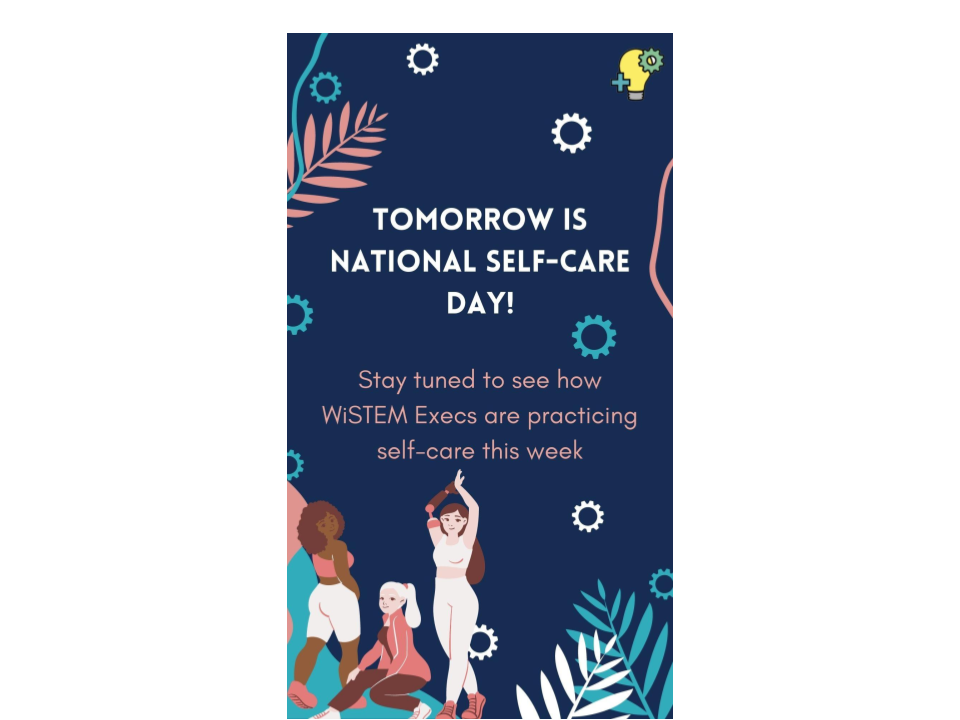 TOMORROW IS
NATIONAL SELF-CARE
DAY!
Stay tuned to see how
WiSTEM Execs are practicing
self-care this week